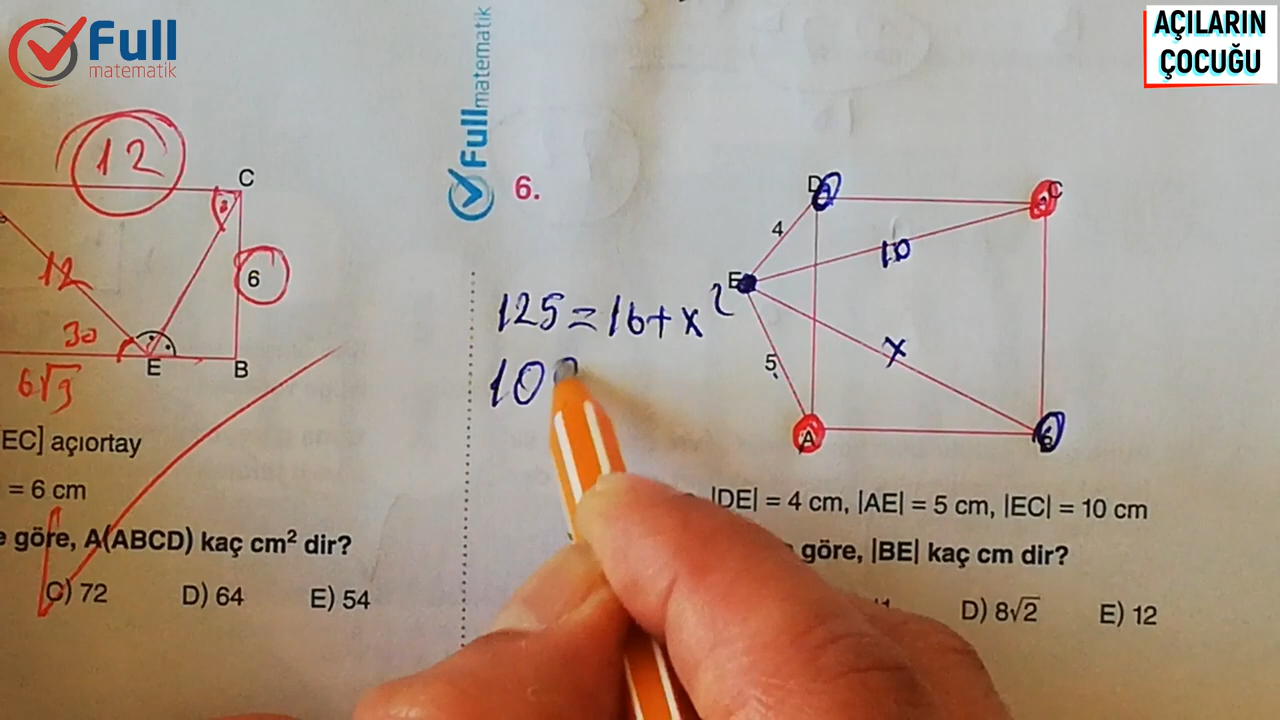 Full
matematik
AÇILARIN
ÇOCUĞU
12
C
12
6
30
E
B
6√3
EC] açıortay
= 6 cm
göre, A(ABCD) kaç cm² dir?
C) 72 D) 64 E) 54
Full matematik
6.
D
C
4
10
E
125 = 16 + x²
10
5
x
A
B
|DE| = 4 cm, |AE| = 5 cm, |EC| = 10 cm
göre, |BE| kaç cm dir?
D) 8√2 E) 12